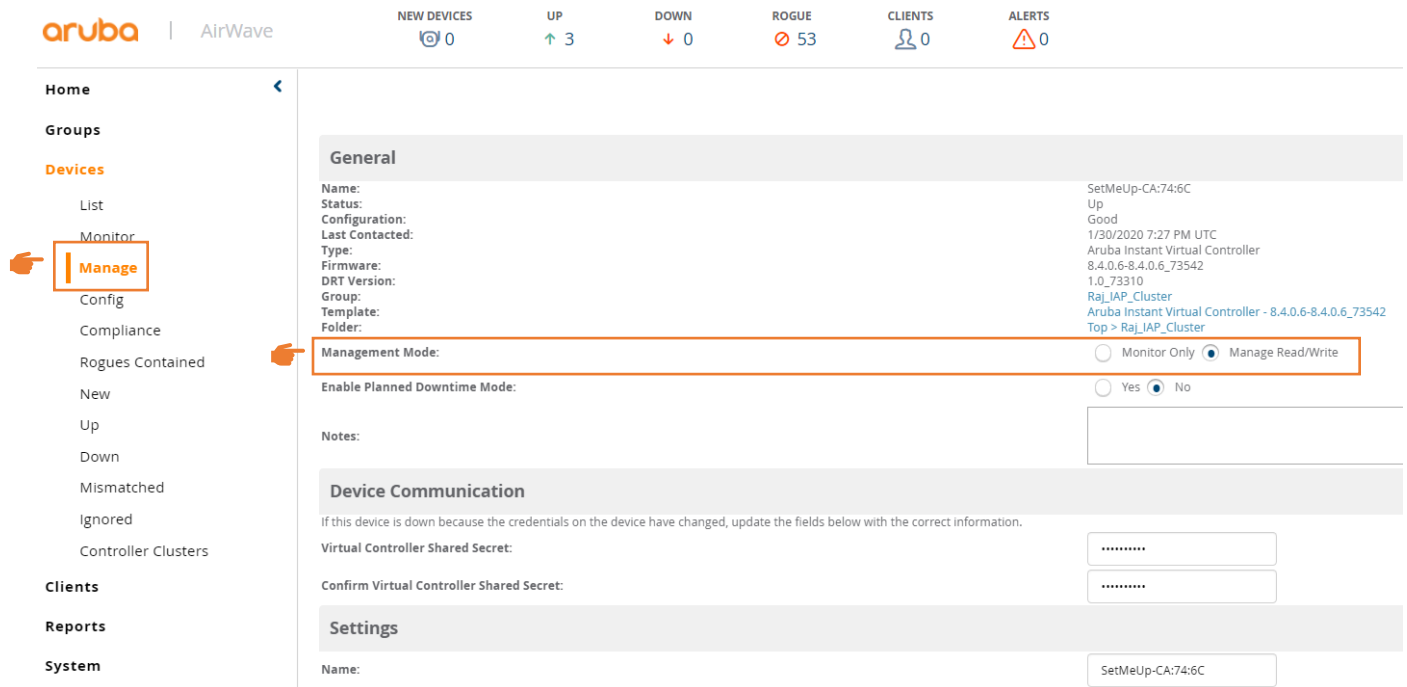 aruba | AirWave
NEW DEVICES UP DOWN ROGUE CLIENTS ALERTS
0 3 0 53 0 0
Home
Groups
Devices
List
Monitor
Manage
Config
Compliance
Rogues Contained
New
Up
Down
Mismatched
Ignored
Controller Clusters
Clients
Reports
System
General
Name: SetMeUp-CA:74:6C
Status: Up
Configuration: Good
Last Contacted: 1/30/2020 7:27 PM UTC
Type: Aruba Instant Virtual Controller
Firmware: 8.4.0.6-8.4.0.6_73542
DRT Version: 1.0_73310
Group: Raj_IAP_Cluster
Template: Aruba Instant Virtual Controller - 8.4.0.6-8.4.0.6_73542
Folder: Top > Raj_IAP_Cluster
Management Mode: Monitor Only Manage Read/Write
Enable Planned Downtime Mode: Yes No
Notes:
Device Communication
If this device is down because the credentials on the device have changed, update the fields below with the correct information.
Virtual Controller Shared Secret: ••••••••••
Confirm Virtual Controller Shared Secret: ••••••••••
Settings
Name: SetMeUp-CA:74:6C